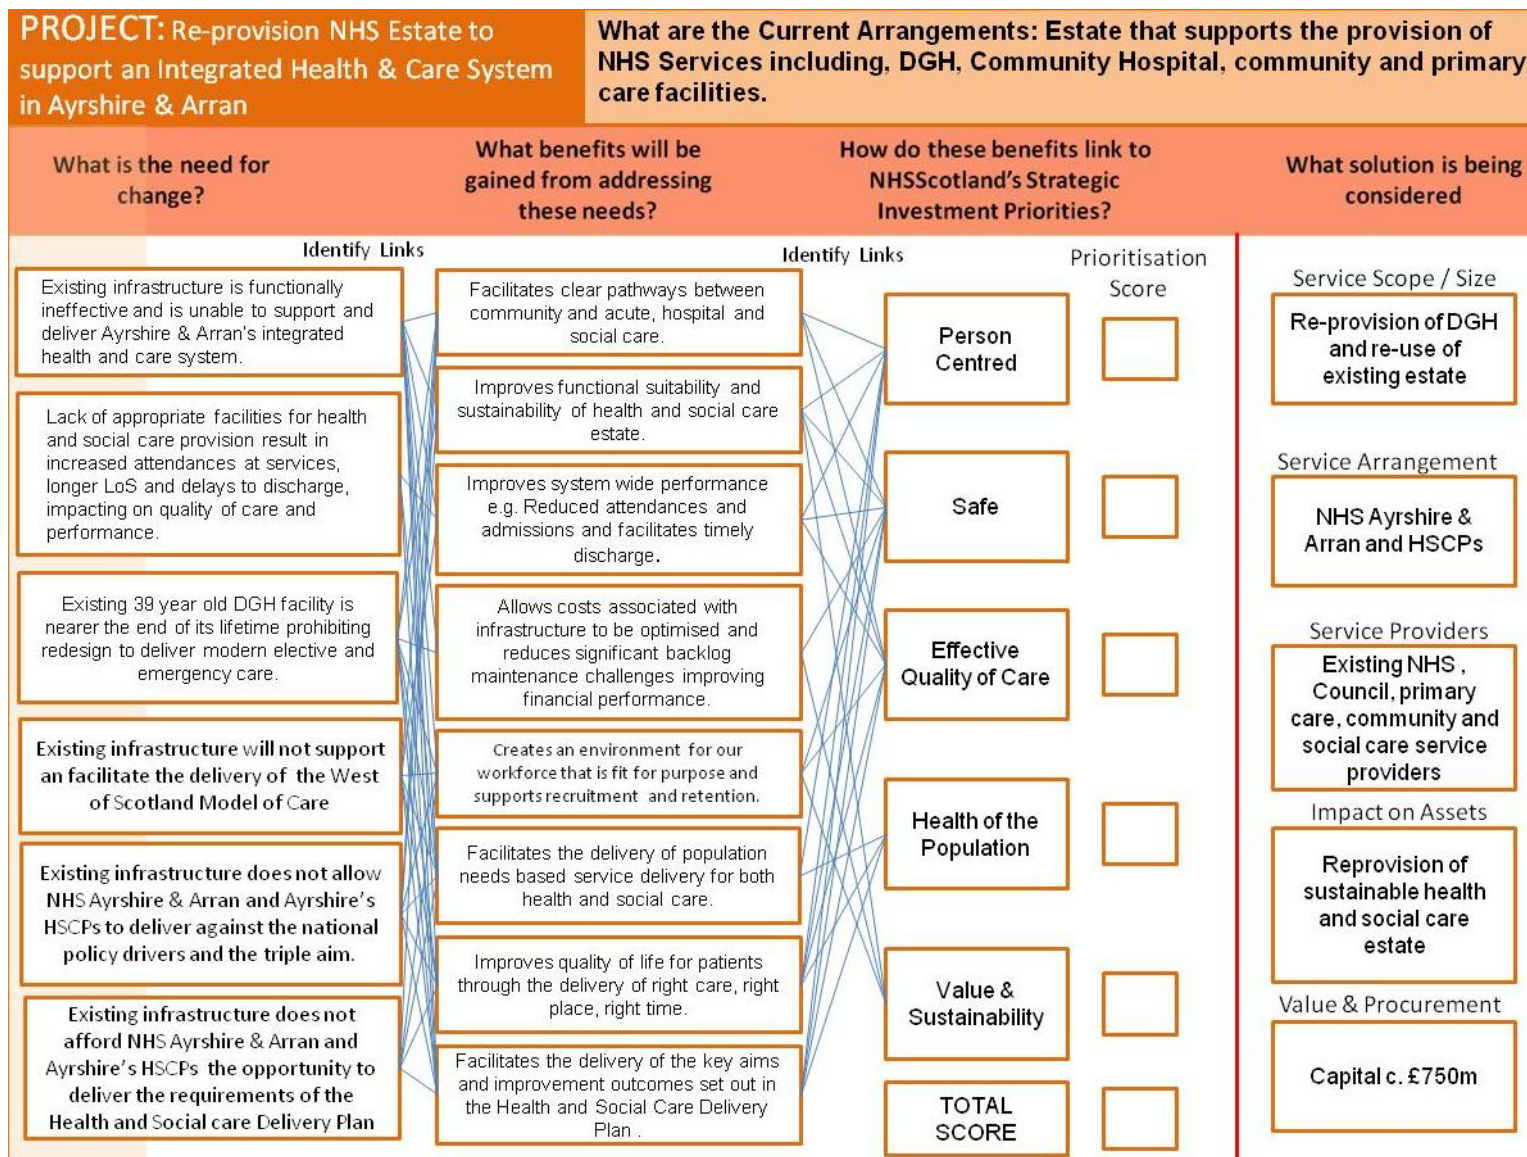 PROJECT: Re-provision NHS Estate to
support an Integrated Health & Care System
in Ayrshire & Arran
What are the Current Arrangements: Estate that supports the provision of
NHS Services including, DGH, Community Hospital, community and primary
care facilities.
What is the need for
change?
What benefits will be
gained from addressing
these needs?
How do these benefits link to
NHSScotland's Strategic
Investment Priorities?
What solution is being
considered
Identify Links
Existing infrastructure is functionally
ineffective and is unable to support and
deliver Ayrshire & Arran's integrated
health and care system.
Lack of appropriate facilities for health
and social care provision result in
increased attendances at services,
longer LoS and delays to discharge,
impacting on quality of care and
performance.
Existing 39 year old DGH facility is
nearer the end of its lifetime prohibiting
redesign to deliver modern elective and
emergency care.
Existing infrastructure will not support
an facilitate the delivery of the West
of Scotland Model of Care
Existing infrastructure does not allow
NHS Ayrshire & Arran and Ayrshire's
HSCPs to deliver against the national
policy drivers and the triple aim.
Existing infrastructure does not
afford NHS Ayrshire & Arran and
Ayrshire's HSCPs the opportunity to
deliver the requirements of the
Health and Social care Delivery Plan
Facilitates clear pathways between
community and acute, hospital and
social care.
Improves functional suitability and
sustainability of health and social care
estate.
Improves system wide performance
e.g. Reduced attendances and
admissions and facilitates timely
discharge.
Allows costs associated with
infrastructure to be optimised and
reduces significant backlog
maintenance challenges improving
financial performance.
Creates an environment for our
workforce that is fit for purpose and
supports recruitment and retention.
Facilitates the delivery of population
needs based service delivery for both
health and social care.
Improves quality of life for patients
through the delivery of right care, right
place, right time.
Facilitates the delivery of the key aims
and improvement outcomes set out in
the Health and Social Care Delivery
Plan .
Identify Links
Prioritisation
Score
Person
Centred
Safe
Effective
Quality of Care
Health of the
Population
Value &
Sustainability
TOTAL
SCORE
Service Scope / Size
Re-provision of DGH
and re-use of
existing estate
Service Arrangement
NHS Ayrshire &
Arran and HSCPs
Service Providers
Existing NHS ,
Council, primary
care, community and
social care service
providers
Impact on Assets
Reprovision of
sustainable health
and social care
estate
Value & Procurement
Capital c. £750m